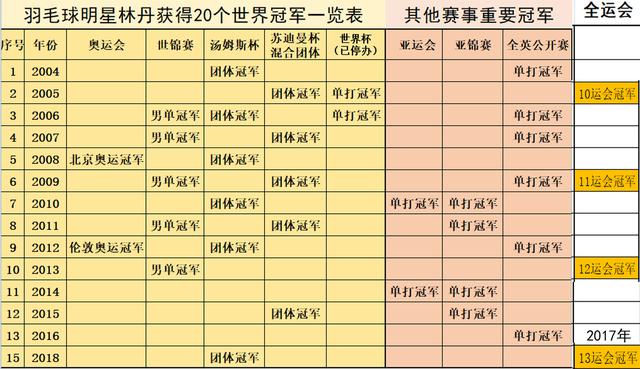 羽毛球明星林丹获得20个世界冠军一览表 其他赛事重要冠军 全运会
序号 年份 奥运会 世锦赛 汤姆斯杯 苏迪曼杯混合团体 世界杯(已停办) 亚运会 亚锦赛 全英公开赛
1 2004 团体冠军 单打冠军
2 2005 团体冠军 单打冠军 10运会冠军
3 2006 男单冠军 团体冠军 单打冠军 单打冠军
4 2007 男单冠军 团体冠军 单打冠军
5 2008 北京奥运冠军 团体冠军
6 2009 男单冠军 团体冠军 单打冠军 11运会冠军
7 2010 团体冠军 单打冠军 单打冠军
8 2011 男单冠军 团体冠军 单打冠军
9 2012 伦敦奥运冠军 团体冠军 单打冠军
10 2013 男单冠军 12运会冠军
11 2014 单打冠军 单打冠军
12 2015 团体冠军 单打冠军
13 2016 单打冠军 2017年
15 2018 团体冠军 13运会冠军